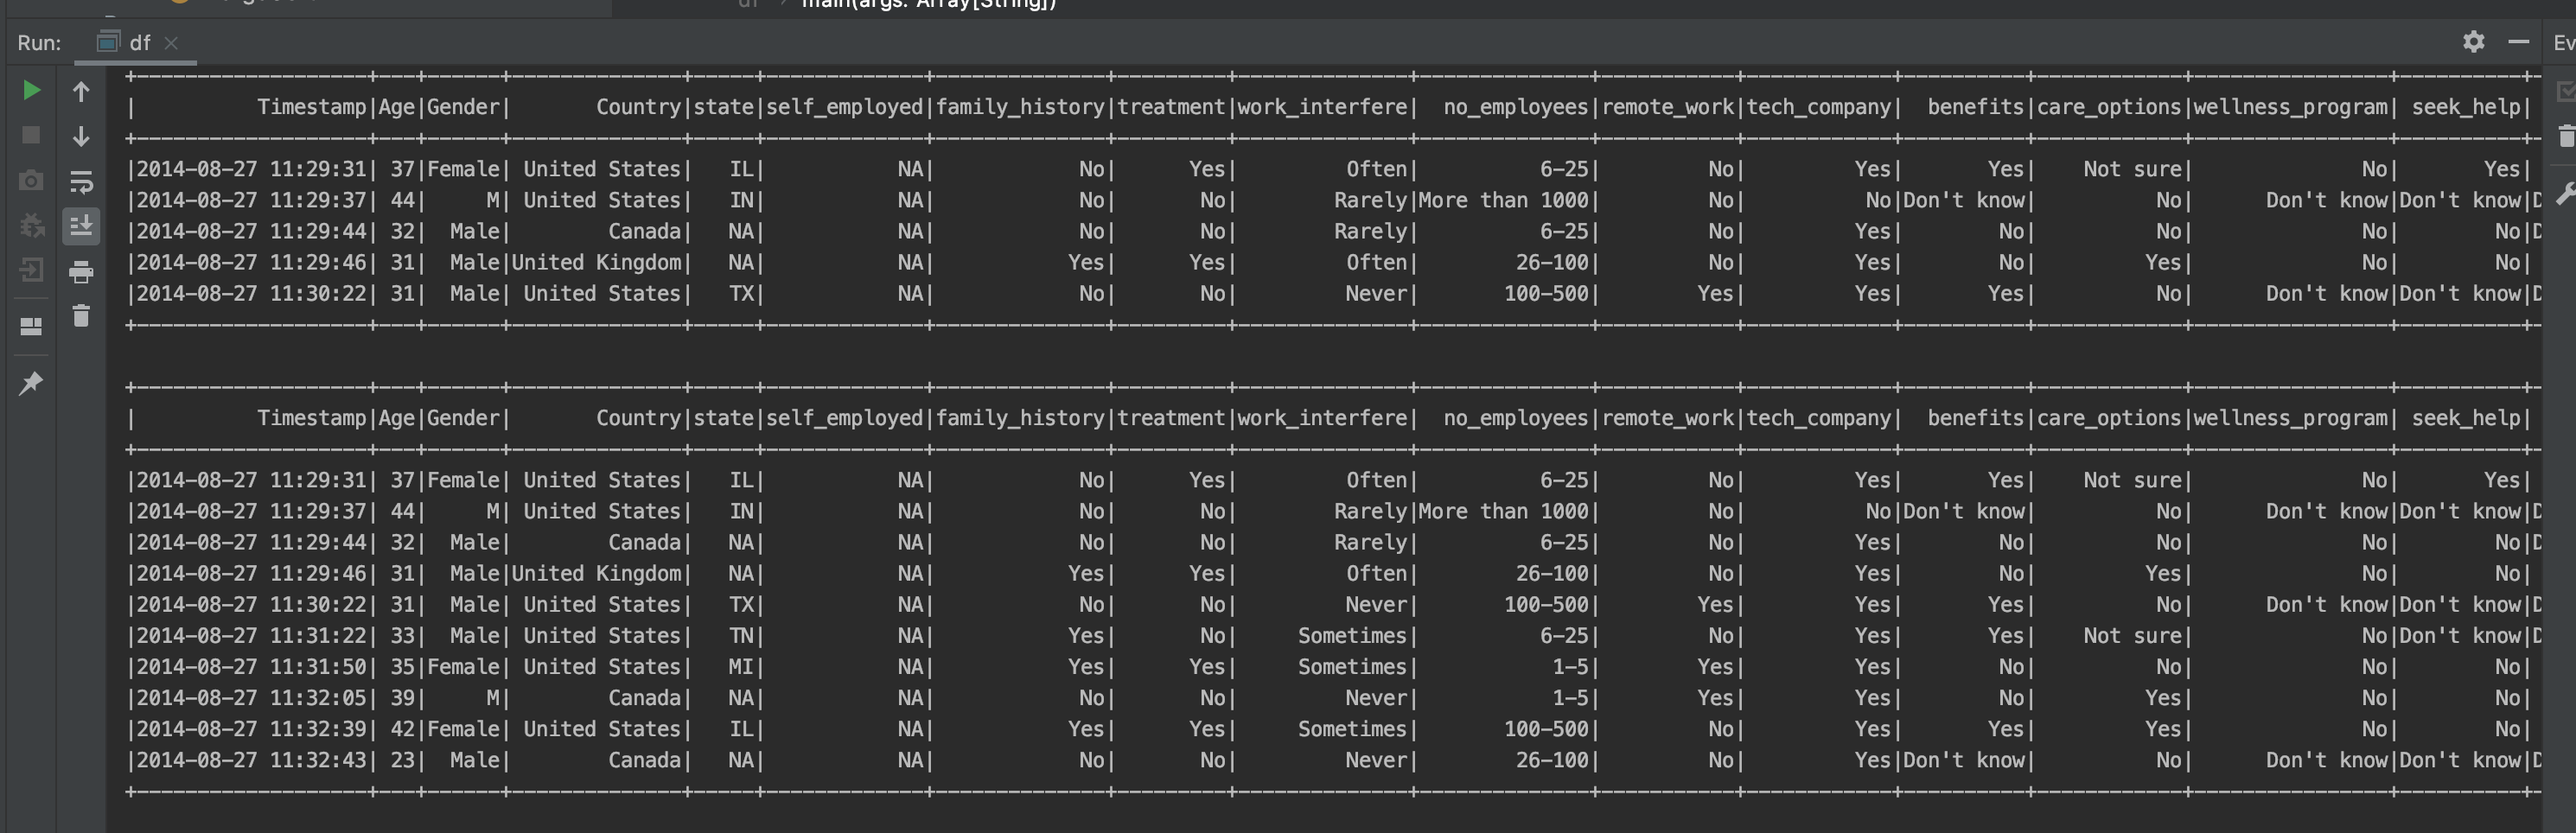 df > main(args: Array[String])
Run: df Ev
+-------------------+---+------+--------------+-----+-------------+--------------+---------+--------------+--------------+-----------+------------+----------+------------+----------------+----------+-
|          Timestamp|Age|Gender|       Country|state|self_employed|family_history|treatment|work_interfere|  no_employees|remote_work|tech_company|  benefits|care_options|wellness_program| seek_help|
+-------------------+---+------+--------------+-----+-------------+--------------+---------+--------------+--------------+-----------+------------+----------+------------+----------------+----------+-
|2014-08-27 11:29:31| 37|Female| United States|   IL|           NA|            No|      Yes|         Often|          6-25|         No|         Yes|       Yes|    Not sure|              No|       Yes|
|2014-08-27 11:29:37| 44|     M| United States|   IN|           NA|            No|       No|        Rarely|More than 1000|         No|          No|Don't know|          No|      Don't know|Don't know|D
|2014-08-27 11:29:44| 32|  Male|        Canada|   NA|           NA|            No|       No|        Rarely|          6-25|         No|         Yes|        No|          No|              No|        No|D
|2014-08-27 11:29:46| 31|  Male|United Kingdom|   NA|           NA|           Yes|      Yes|         Often|        26-100|         No|         Yes|        No|         Yes|              No|        No|
|2014-08-27 11:30:22| 31|  Male| United States|   TX|           NA|            No|       No|         Never|       100-500|        Yes|         Yes|       Yes|          No|      Don't know|Don't know|D
+-------------------+---+------+--------------+-----+-------------+--------------+---------+--------------+--------------+-----------+------------+----------+------------+----------------+----------+-
+-------------------+---+------+--------------+-----+-------------+--------------+---------+--------------+--------------+-----------+------------+----------+------------+----------------+----------+-
|          Timestamp|Age|Gender|       Country|state|self_employed|family_history|treatment|work_interfere|  no_employees|remote_work|tech_company|  benefits|care_options|wellness_program| seek_help|
+-------------------+---+------+--------------+-----+-------------+--------------+---------+--------------+--------------+-----------+------------+----------+------------+----------------+----------+-
|2014-08-27 11:29:31| 37|Female| United States|   IL|           NA|            No|      Yes|         Often|          6-25|         No|         Yes|       Yes|    Not sure|              No|       Yes|
|2014-08-27 11:29:37| 44|     M| United States|   IN|           NA|            No|       No|        Rarely|More than 1000|         No|          No|Don't know|          No|      Don't know|Don't know|D
|2014-08-27 11:29:44| 32|  Male|        Canada|   NA|           NA|            No|       No|        Rarely|          6-25|         No|         Yes|        No|          No|              No|        No|D
|2014-08-27 11:29:46| 31|  Male|United Kingdom|   NA|           NA|           Yes|      Yes|         Often|        26-100|         No|         Yes|        No|         Yes|              No|        No|
|2014-08-27 11:30:22| 31|  Male| United States|   TX|           NA|            No|       No|         Never|       100-500|        Yes|         Yes|       Yes|          No|      Don't know|Don't know|D
|2014-08-27 11:31:22| 33|  Male| United States|   TN|           NA|           Yes|       No|     Sometimes|          6-25|         No|         Yes|       Yes|    Not sure|              No|Don't know|D
|2014-08-27 11:31:50| 35|Female| United States|   MI|           NA|           Yes|      Yes|     Sometimes|           1-5|        Yes|         Yes|        No|          No|              No|        No|
|2014-08-27 11:32:05| 39|     M|        Canada|   NA|           NA|            No|       No|         Never|           1-5|        Yes|         Yes|        No|         Yes|              No|        No|
|2014-08-27 11:32:39| 42|Female| United States|   IL|           NA|           Yes|      Yes|     Sometimes|       100-500|         No|         Yes|       Yes|         Yes|              No|        No|
|2014-08-27 11:32:43| 23|  Male|        Canada|   NA|           NA|            No|       No|         Never|        26-100|         No|         Yes|Don't know|          No|      Don't know|Don't know|D
+-------------------+---+------+--------------+-----+-------------+--------------+---------+--------------+--------------+-----------+------------+----------+------------+----------------+----------+-